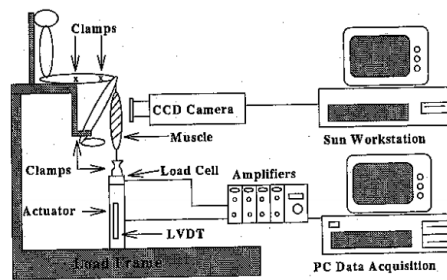 Clamps
CCD Camera
Muscle
Sun Workstation
Clamps
Load Cell
Amplifiers
Actuator
LVDT
Load Frame
PC Data Acquisition